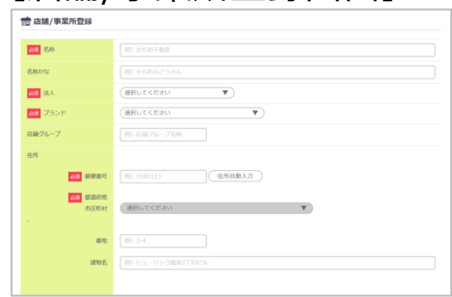 店舗/事業所登録
必須 名称 例）かもめ不動産
名称かな 例）かもめふどうさん
必須 法人 選択してください ▼
必須 ブランド 選択してください ▼
店舗グループ 例）店舗グループ名称
住所
必須 郵便番号 例）1040123 住所自動入力
必須 都道府県
市区町村 選択してください ▼
番地 例）2-4
建物名 例）ヒューリック銀座7丁目ビル